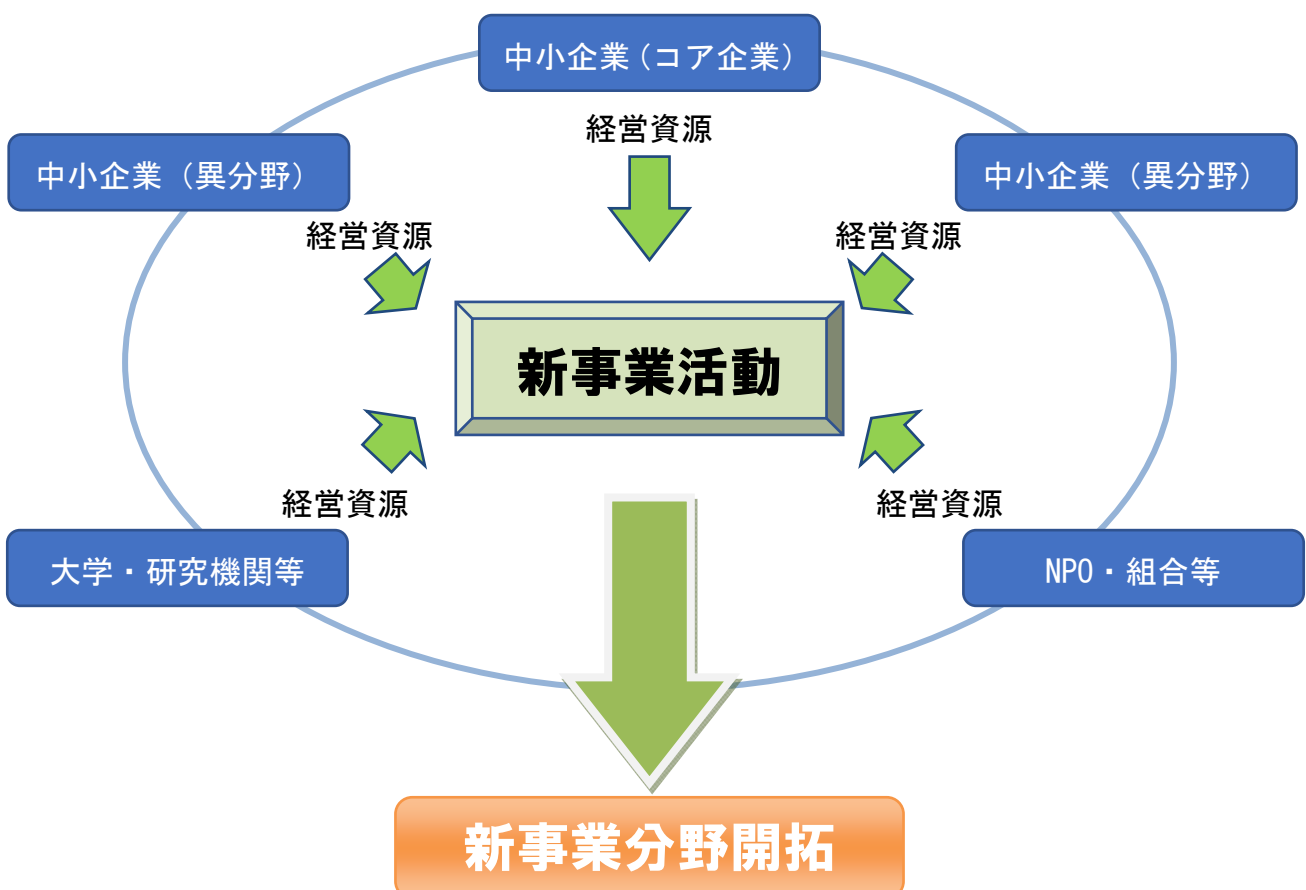 中小企業(コア企業)
経営資源
中小企業(異分野)
中小企業(異分野)
経営資源
経営資源
新事業活動
経営資源
経営資源
大学・研究機関等
NPO・組合等
新事業分野開拓